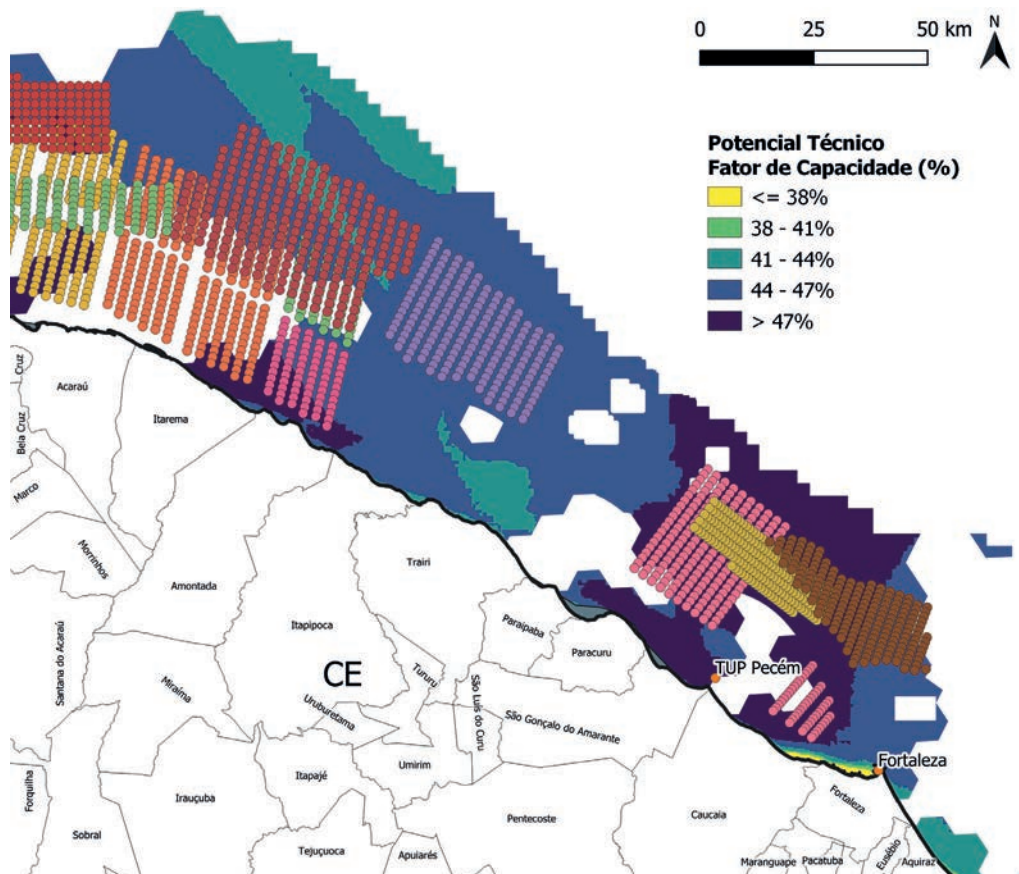 0 25 50 km
N
Potencial Técnico
Fator de Capacidade (%)
<= 38%
38 - 41%
41 - 44%
44 - 47%
> 47%
Cruz
Acaraú
Bela Cruz
Itarema
Marco
Morrinhos
Amontada
Trairi
Santana do Acaraú
Itapipoca
Paraipaba
Paracuru
TUP Pecém
CE
Tururu
Miraíma
Uruburetama
São Luís do Curu
São Gonçalo do Amarante
Umirim
Fortaleza
Forquilha
Itapajé
Irauçuba
Fortaleza
Sobral
Pentecoste
Caucaia
Tejuçuoca
Apuiarés
Maranguape
Pacatuba
Eusébio
Aquiraz